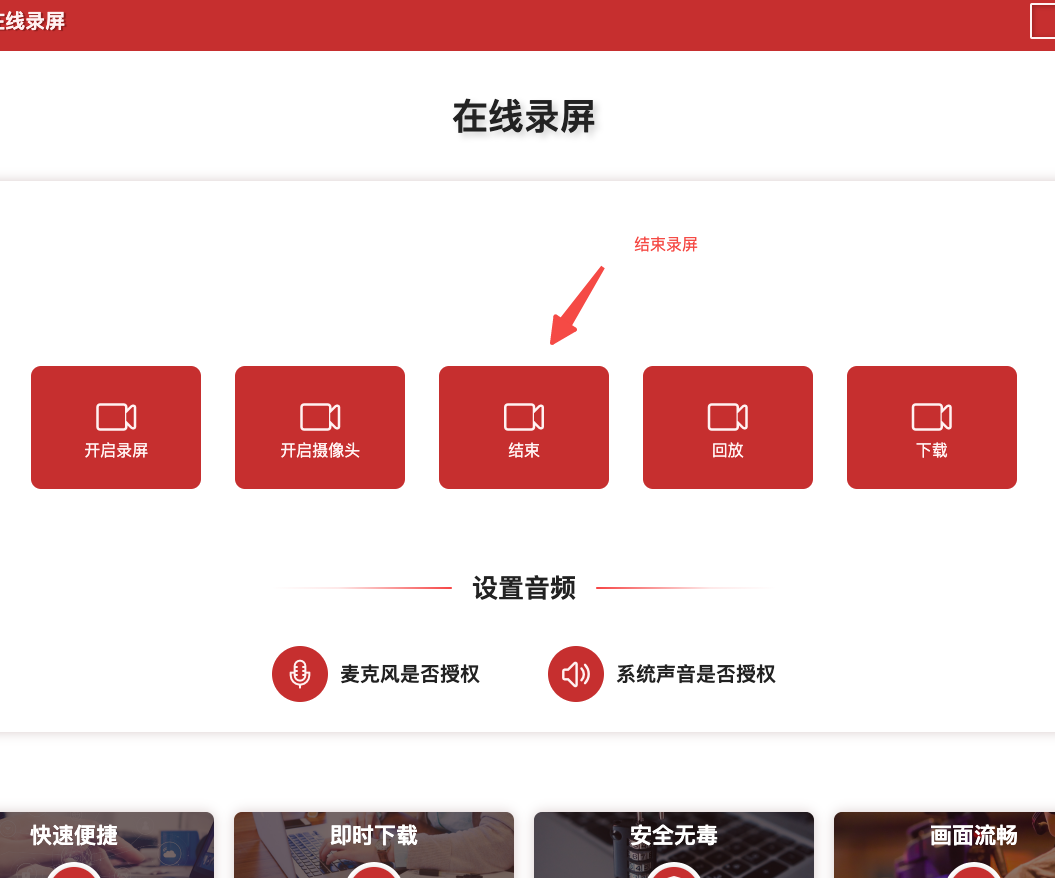 在线录屏
在线录屏
结束录屏
开启录屏
开启摄像头
结束
回放
下载
设置音频
麦克风是否授权
系统声音是否授权
快速便捷
即时下载
安全无毒
画面流畅